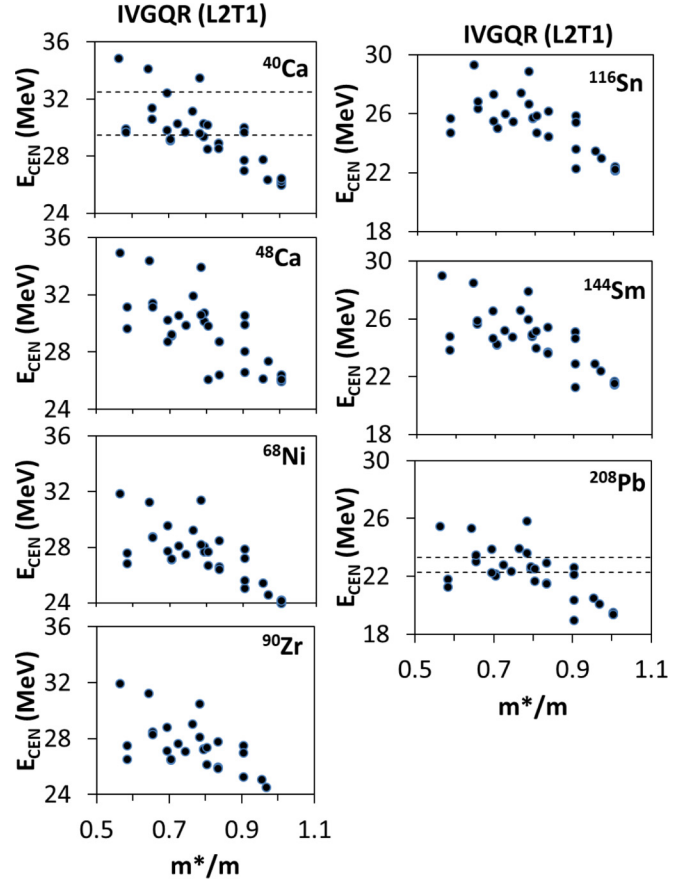 IVGQR (L2T1)
36
32
28
24
E_CEN (MeV)
⁴⁰Ca
36
32
28
24
E_CEN (MeV)
⁴⁸Ca
36
32
28
24
E_CEN (MeV)
⁶⁸Ni
36
32
28
24
E_CEN (MeV)
⁹⁰Zr
0.5 0.7 0.9 1.1
m*/m
IVGQR (L2T1)
30
26
22
18
E_CEN (MeV)
¹¹⁶Sn
30
26
22
18
E_CEN (MeV)
¹⁴⁴Sm
30
26
22
18
E_CEN (MeV)
²⁰⁸Pb
0.5 0.7 0.9 1.1
m*/m